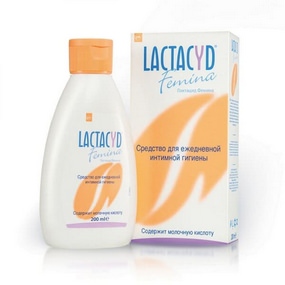 LACTACYD
Femina
Средство для ежедневной
интимной гигиены
200 ml ℮
Содержит молочную кислоту
LACTACYD
Femina
Средство для ежедневной
интимной гигиены
Содержит молочную кислоту